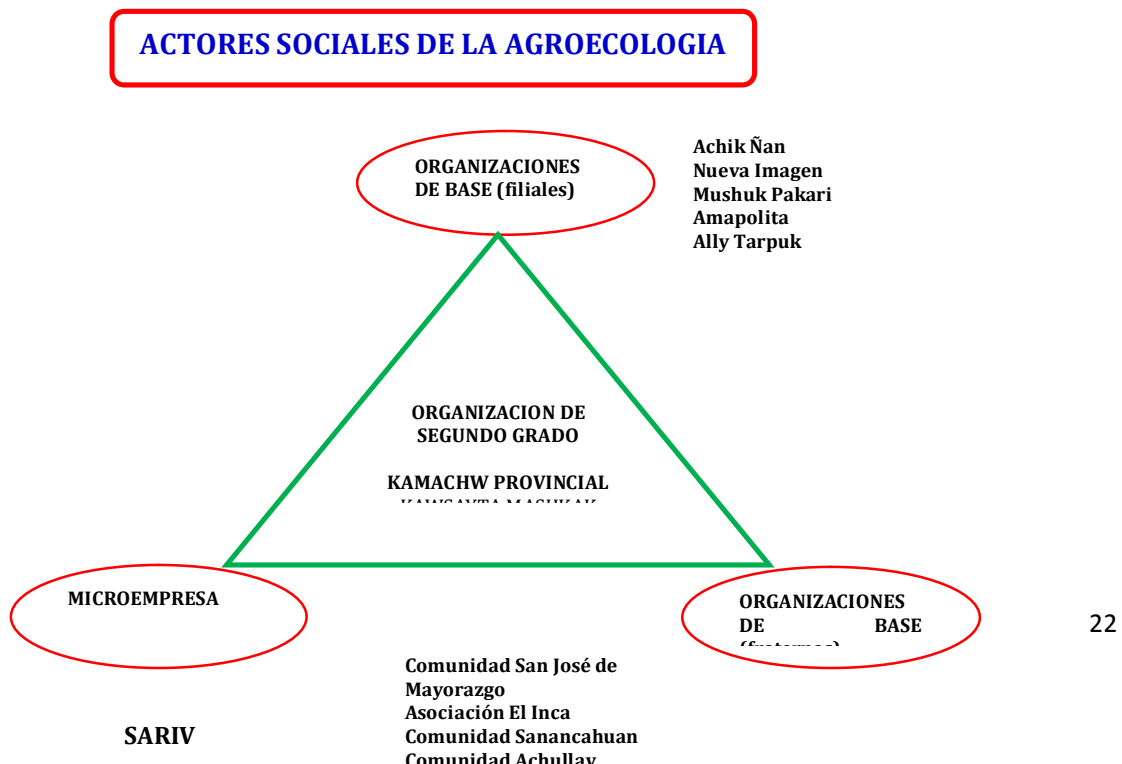 ACTORES SOCIALES DE LA AGROECOLOGIA
ORGANIZACIONES
DE BASE (filiales)
Achik Ñan
Nueva Imagen
Mushuk Pakari
Amapolita
Ally Tarpuk
ORGANIZACION DE
SEGUNDO GRADO
KAMACHW PROVINCIAL
MICROEMPRESA
ORGANIZACIONES
DE BASE
22
Comunidad San José de
Mayorazgo
Asociación El Inca
Comunidad Sanancahuan
Comunidad Achullay
SARIV